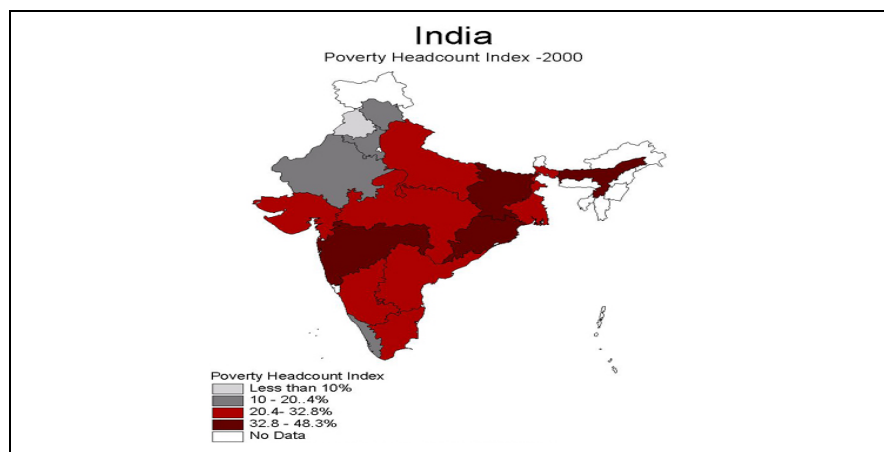 India
Poverty Headcount Index -2000
Poverty Headcount Index
Less than 10%
10 - 20..4%
20.4- 32.8%
32.8 - 48.3%
No Data